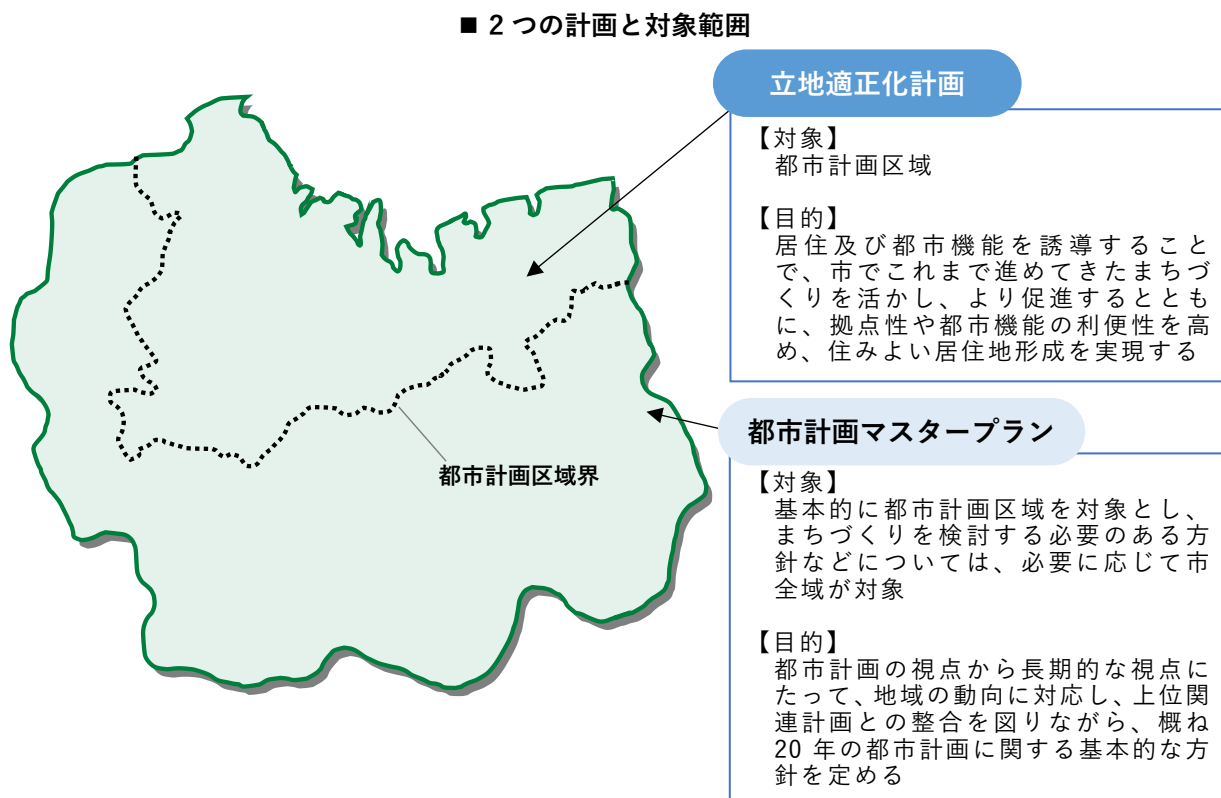 ■ 2 つの計画と対象範囲
立地適正化計画
【対象】
都市計画区域
【目的】
居住及び都市機能を誘導すること
で、市でこれまで進めてきたまちづ
くりを活かし、より促進するととも
に、拠点性や都市機能の利便性を高
め、住みよい居住地形成を実現する
都市計画マスタープラン
【対象】
基本的に都市計画区域を対象とし、
まちづくりを検討する必要のある方
針などについては、必要に応じて市
全域が対象
【目的】
都市計画の視点から長期的な視点に
たって、地域の動向に対応し、上位関
連計画との整合を図りながら、概ね
20 年の都市計画に関する基本的な方
針を定める
都市計画区域界